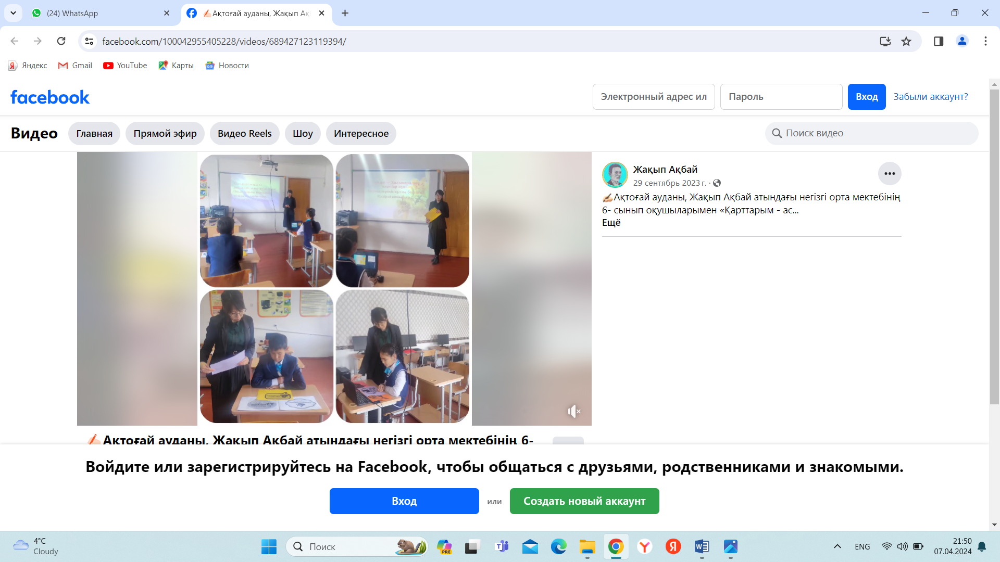 (24) WhatsApp
✍🏻Ақтоғай ауданы, Жақып Ақ
facebook.com/100042955405228/videos/689427123119394/
Яндекс
Gmail
YouTube
Карты
Новости
facebook
Электронный адрес ил
Пароль
Вход
Забыли аккаунт?
Видео
Главная
Прямой эфир
Видео Reels
Шоу
Интересное
Поиск видео
Жақып Ақбай
29 сентябрь 2023 г. ·
✍🏻Ақтоғай ауданы, Жақып Ақбай атындағы негізгі орта мектебінің
6- сынып оқушыларымен «Қарттарым - ас...
Ещё
✍🏻Ақтоғай ауданы, Жақып Ақбай атындағы негізгі орта мектебінің 6-
Войдите или зарегистрируйтесь на Facebook, чтобы общаться с друзьями, родственниками и знакомыми.
Вход
или
Создать новый аккаунт
4°C
Cloudy
Поиск
PRE
ENG
21:50
07.04.2024